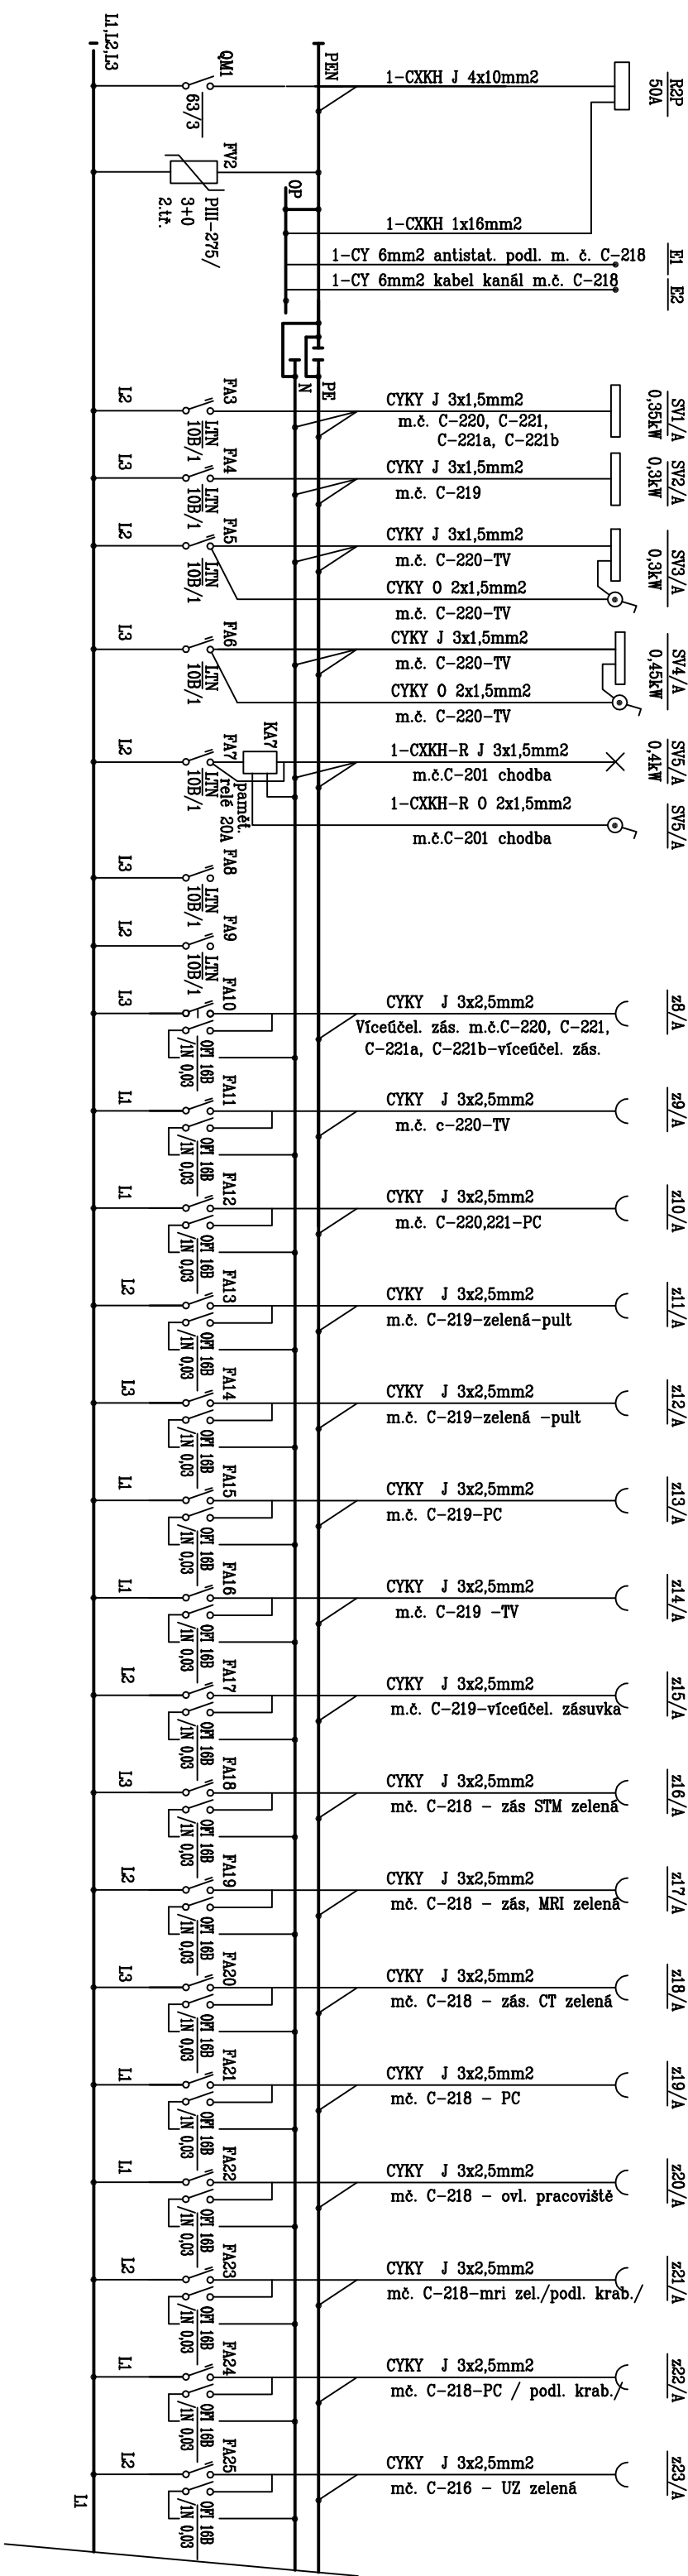 L1,L2,L3
PEN
1-CXKH J 4x10mm2
R2P
50A
QM1
63/3
FV2
PIII-275/
3+0
2.tř.
OP
1-CXKH 1x16mm2
1-CY 6mm2 antistat. podl. m. č. C-218
E1
1-CY 6mm2 kabel kanál m.č. C-218
E2
N
PE
L2
FA3
LTN
10B/1
CYKY J 3x1,5mm2
m.č. C-220, C-221,
C-221a, C-221b
SV1/A
0,35kW
L3
FA4
LTN
10B/1
CYKY J 3x1,5mm2
m.č. C-219
SV2/A
0,3kW
L2
FA5
LTN
10B/1
CYKY J 3x1,5mm2
m.č. C-220-TV
CYKY O 2x1,5mm2
m.č. C-220-TV
SV3/A
0,3kW
L3
FA6
LTN
10B/1
CYKY J 3x1,5mm2
m.č. C-220-TV
CYKY O 2x1,5mm2
m.č. C-220-TV
SV4/A
0,45kW
L2
FA7
LTN
10B/1
KA7
pamět.
relé 20A
1-CXKH-R J 3x1,5mm2
m.č.C-201 chodba
SV5/A
0,4kW
1-CXKH-R O 2x1,5mm2
m.č.C-201 chodba
SV5/A
L3
FA8
LTN
10B/1
L2
FA9
LTN
10B/1
L3
FA10
OFI 16B
/1N 0,03
CYKY J 3x2,5mm2
Víceúčel. zás. m.č.C-220, C-221,
C-221a, C-221b-víceúčel. zás.
z8/A
L1
FA11
OFI 16B
/1N 0,03
CYKY J 3x2,5mm2
m.č. c-220-TV
z9/A
L1
FA12
OFI 16B
/1N 0,03
CYKY J 3x2,5mm2
m.č. C-220,221-PC
z10/A
L2
FA13
OFI 16B
/1N 0,03
CYKY J 3x2,5mm2
m.č. C-219-zelená-pult
z11/A
L3
FA14
OFI 16B
/1N 0,03
CYKY J 3x2,5mm2
m.č. C-219-zelená -pult
z12/A
L1
FA15
OFI 16B
/1N 0,03
CYKY J 3x2,5mm2
m.č. C-219-PC
z13/A
L1
FA16
OFI 16B
/1N 0,03
CYKY J 3x2,5mm2
m.č. C-219 -TV
z14/A
L2
FA17
OFI 16B
/1N 0,03
CYKY J 3x2,5mm2
m.č. C-219-víceúčel. zásuvka
z15/A
L3
FA18
OFI 16B
/1N 0,03
CYKY J 3x2,5mm2
mč. C-218 - zás STM zelená
z16/A
L2
FA19
OFI 16B
/1N 0,03
CYKY J 3x2,5mm2
mč. C-218 - zás, MRI zelená
z17/A
L3
FA20
OFI 16B
/1N 0,03
CYKY J 3x2,5mm2
mč. C-218 - zás. CT zelená
z18/A
L1
FA21
OFI 16B
/1N 0,03
CYKY J 3x2,5mm2
mč. C-218 - PC
z19/A
L1
FA22
OFI 16B
/1N 0,03
CYKY J 3x2,5mm2
mč. C-218 - ovl. pracoviště
z20/A
L2
FA23
OFI 16B
/1N 0,03
CYKY J 3x2,5mm2
mč. C-218-mri zel./podl. krab./
z21/A
L1
FA24
OFI 16B
/1N 0,03
CYKY J 3x2,5mm2
mč. C-218-PC / podl. krab./
z22/A
L2
FA25
OFI 16B
/1N 0,03
CYKY J 3x2,5mm2
mč. C-216 - UZ zelená
z23/A
L1